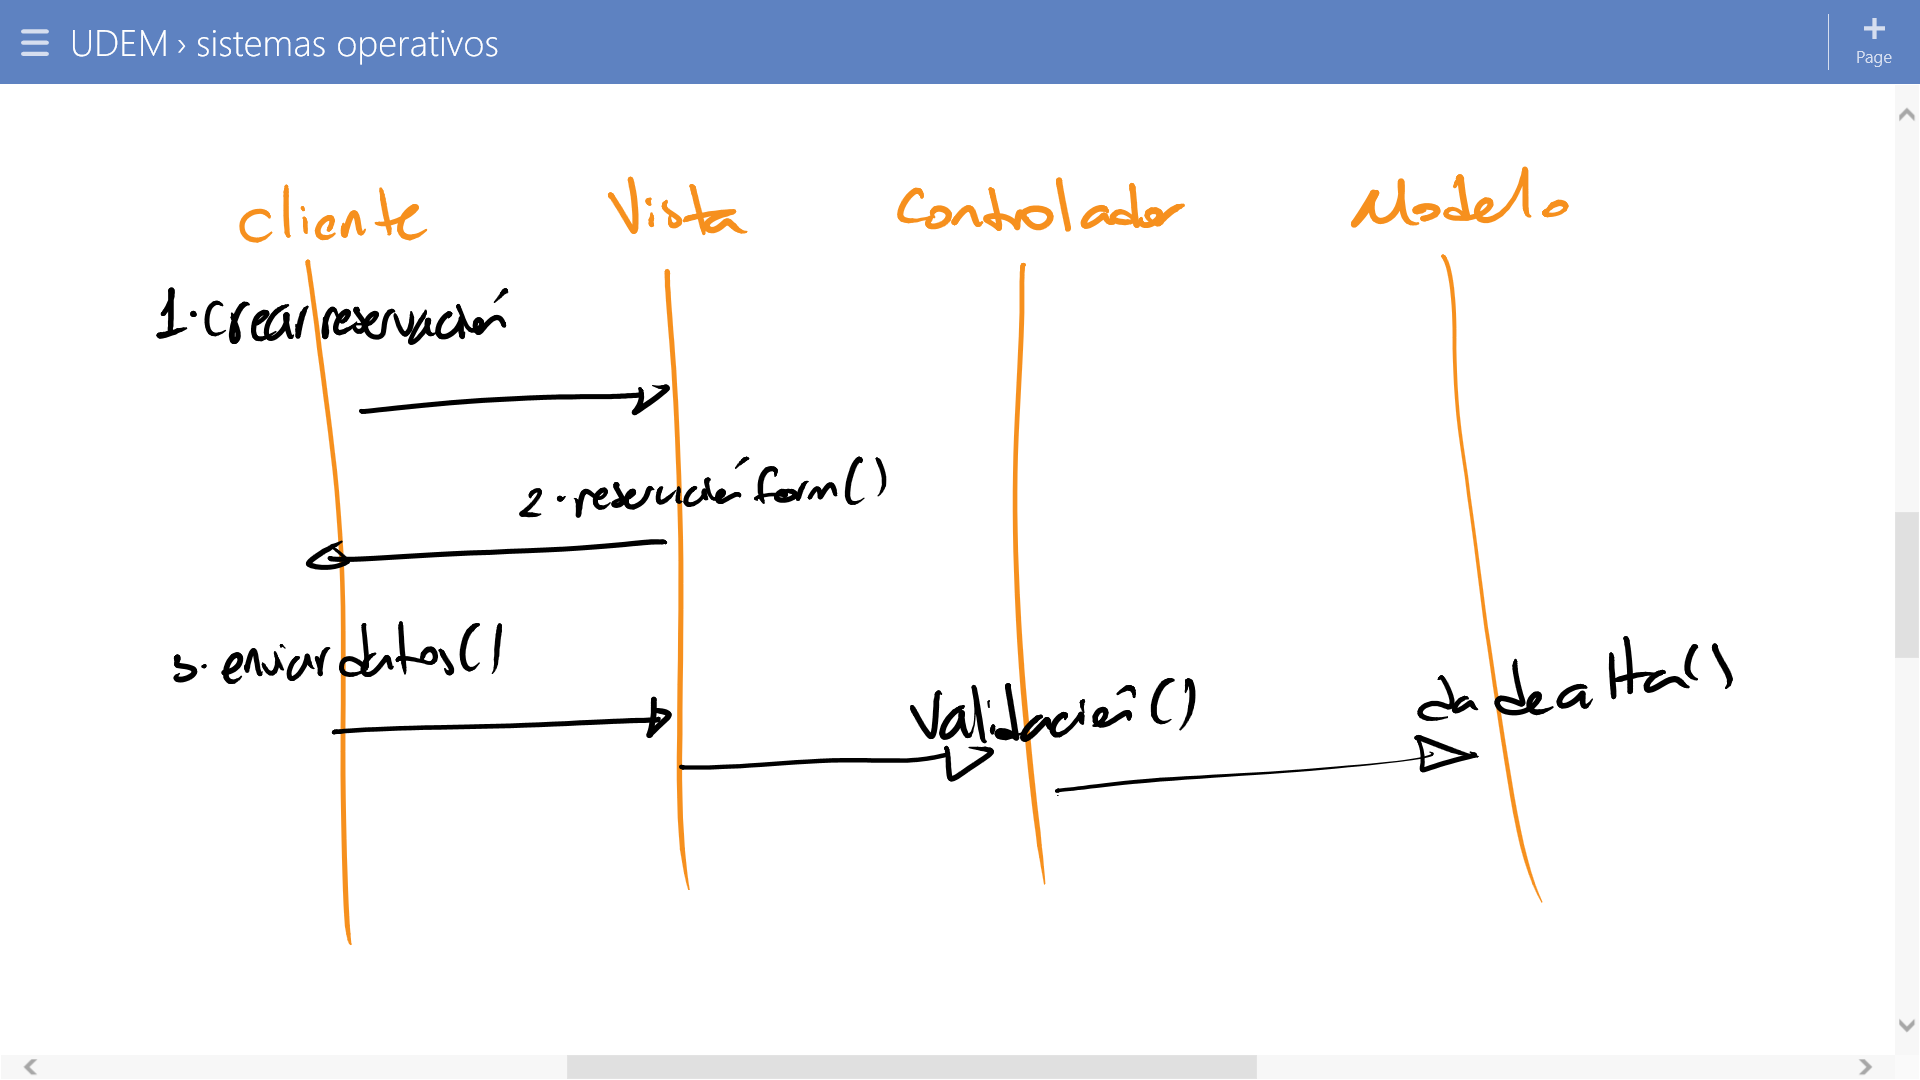 UDEM › sistemas operativos
Page
cliente Vista Controlador Modelo
1. crear reservación
2. reservación form()
3. enviar datos()
Validación()
da de alta()